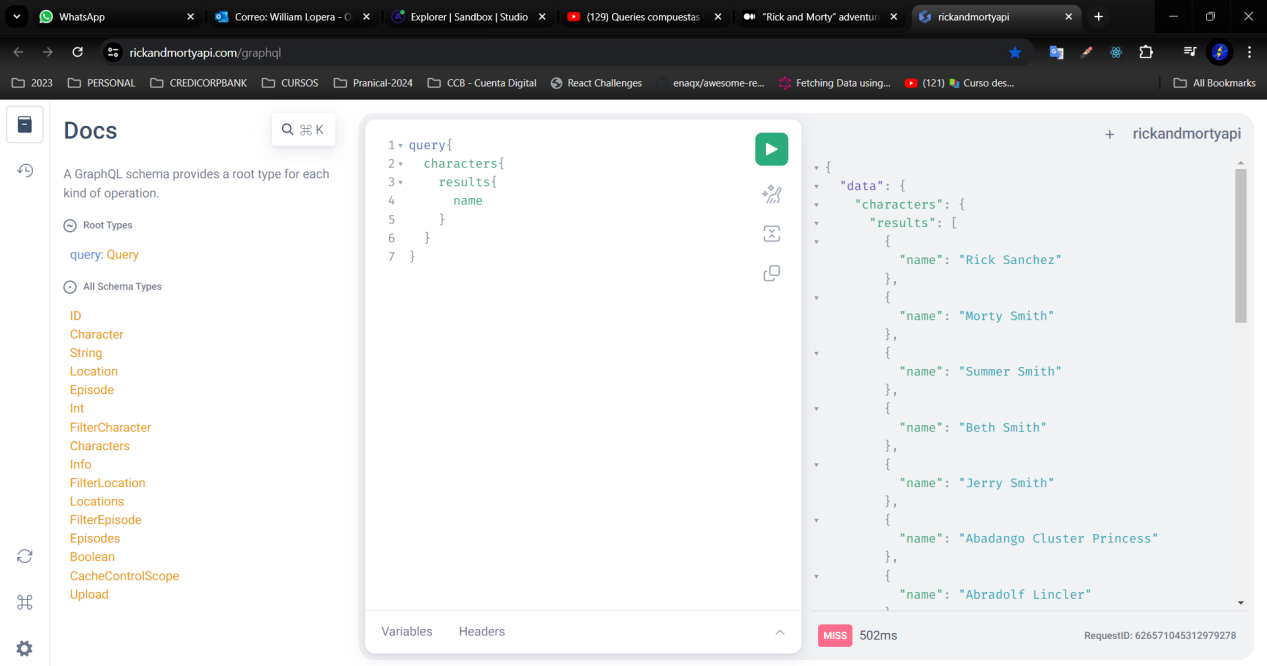 WhatsApp
Correo: William Lopera - O
Explorer | Sandbox | Studio
(129) Queries compuestas
"Rick and Morty" adventur
rickandmortyapi
rickandmortyapi.com/graphql
2023
PERSONAL
CREDICORPBANK
CURSOS
Pranical-2024
CCB - Cuenta Digital
React Challenges
enaqx/awesome-re...
Fetching Data using...
(121) Curso des...
All Bookmarks
Docs
⌘ K
A GraphQL schema provides a root type for each
kind of operation.
Root Types
query: Query
All Schema Types
ID
Character
String
Location
Episode
Int
FilterCharacter
Characters
Info
FilterLocation
Locations
FilterEpisode
Episodes
Boolean
CacheControlScope
Upload
1 query{
2 characters{
3 results{
4 name
5 }
6 }
7 }
Variables Headers
+ rickandmortyapi
{
"data": {
"characters": {
"results": [
{
"name": "Rick Sanchez"
},
{
"name": "Morty Smith"
},
{
"name": "Summer Smith"
},
{
"name": "Beth Smith"
},
{
"name": "Jerry Smith"
},
{
"name": "Abadango Cluster Princess"
},
{
"name": "Abradolf Lincler"
MISS 502ms
RequestID: 626571045312979278